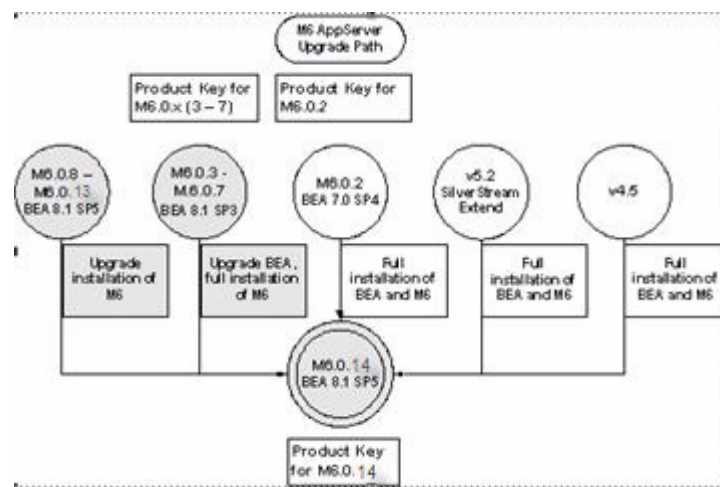 M6 AppServer
Upgrade Path
Product Key for
M6.0.x (3 – 7)
Product Key for
M6.0.2
M6.0.8 –
M6.0.13
BEA 8.1 SP5
M6.0.3 -
M.6.0.7
BEA 8.1 SP3
M6.0.2
BEA 7.0 SP4
v5.2
SilverStream
Extend
v4.5
Upgrade
installation of
M6
Upgrade BEA,
full installation
of M6
Full
installation of
BEA and M6
Full
installation of
BEA and M6
Full
installation of
BEA and M6
M6.0.14
BEA 8.1 SP5
Product Key
for M6.0.14